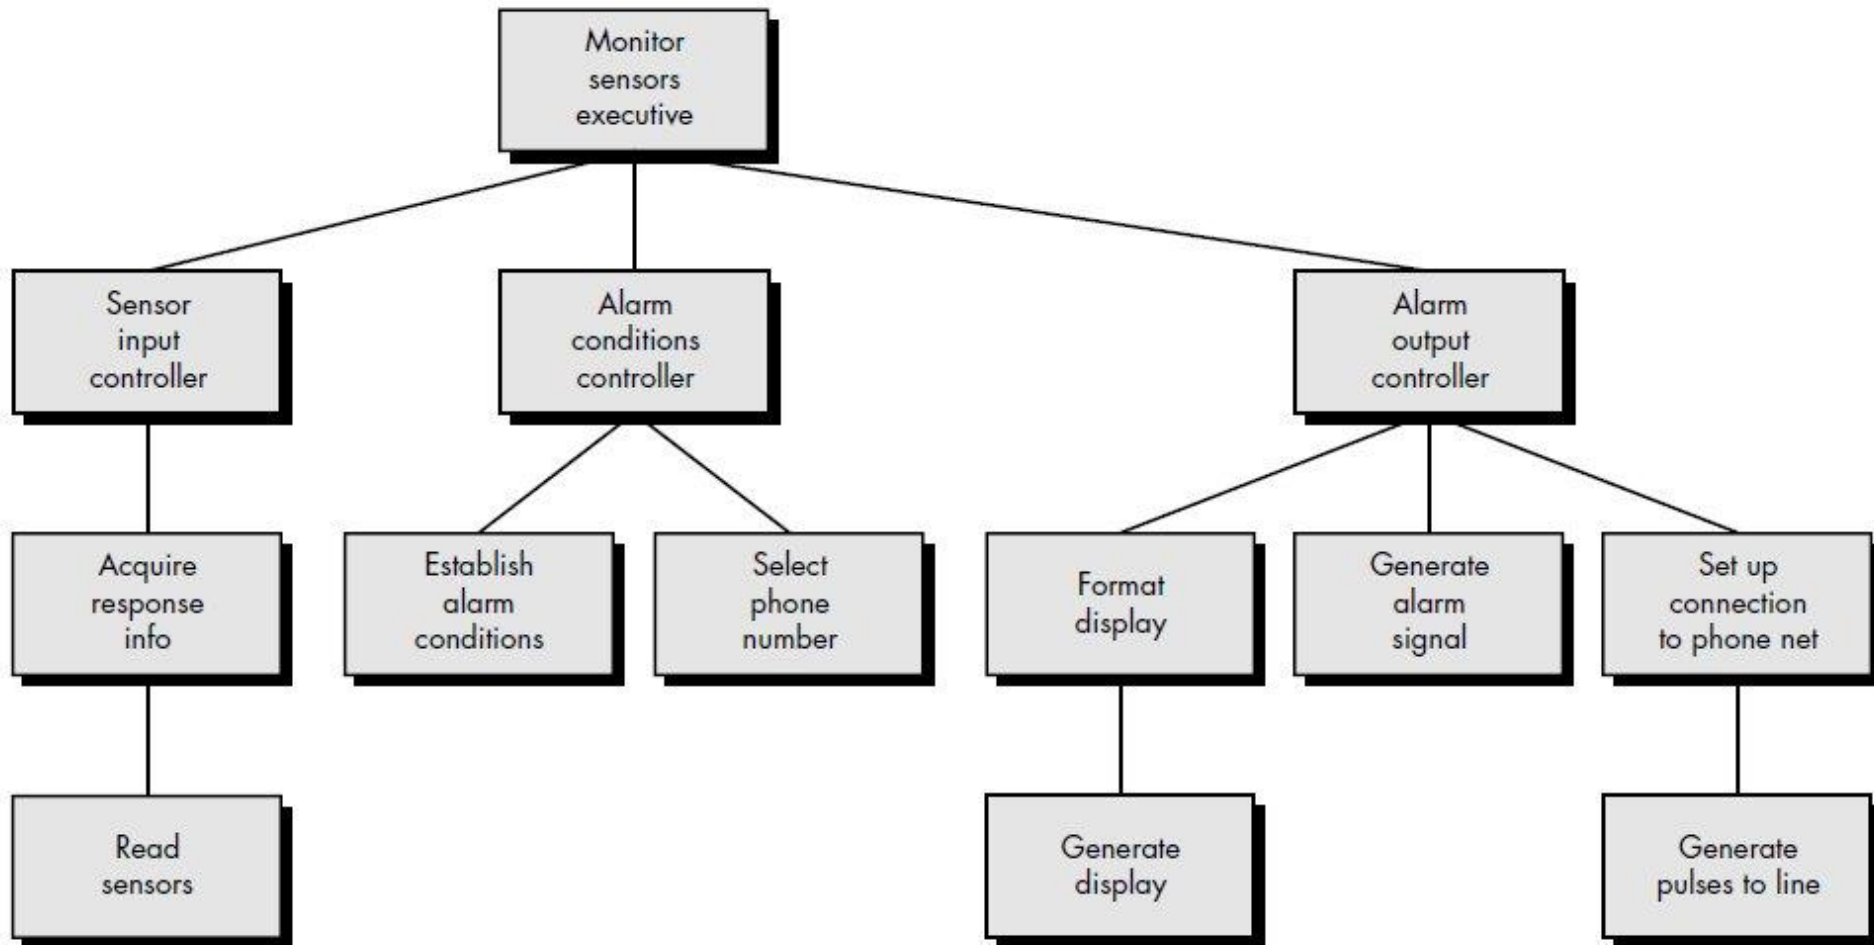 Monitor
sensors
executive
Sensor
input
controller
Alarm
conditions
controller
Alarm
output
controller
Acquire
response
info
Establish
alarm
conditions
Select
phone
number
Format
display
Generate
alarm
signal
Set up
connection
to phone net
Read
sensors
Generate
display
Generate
pulses to line